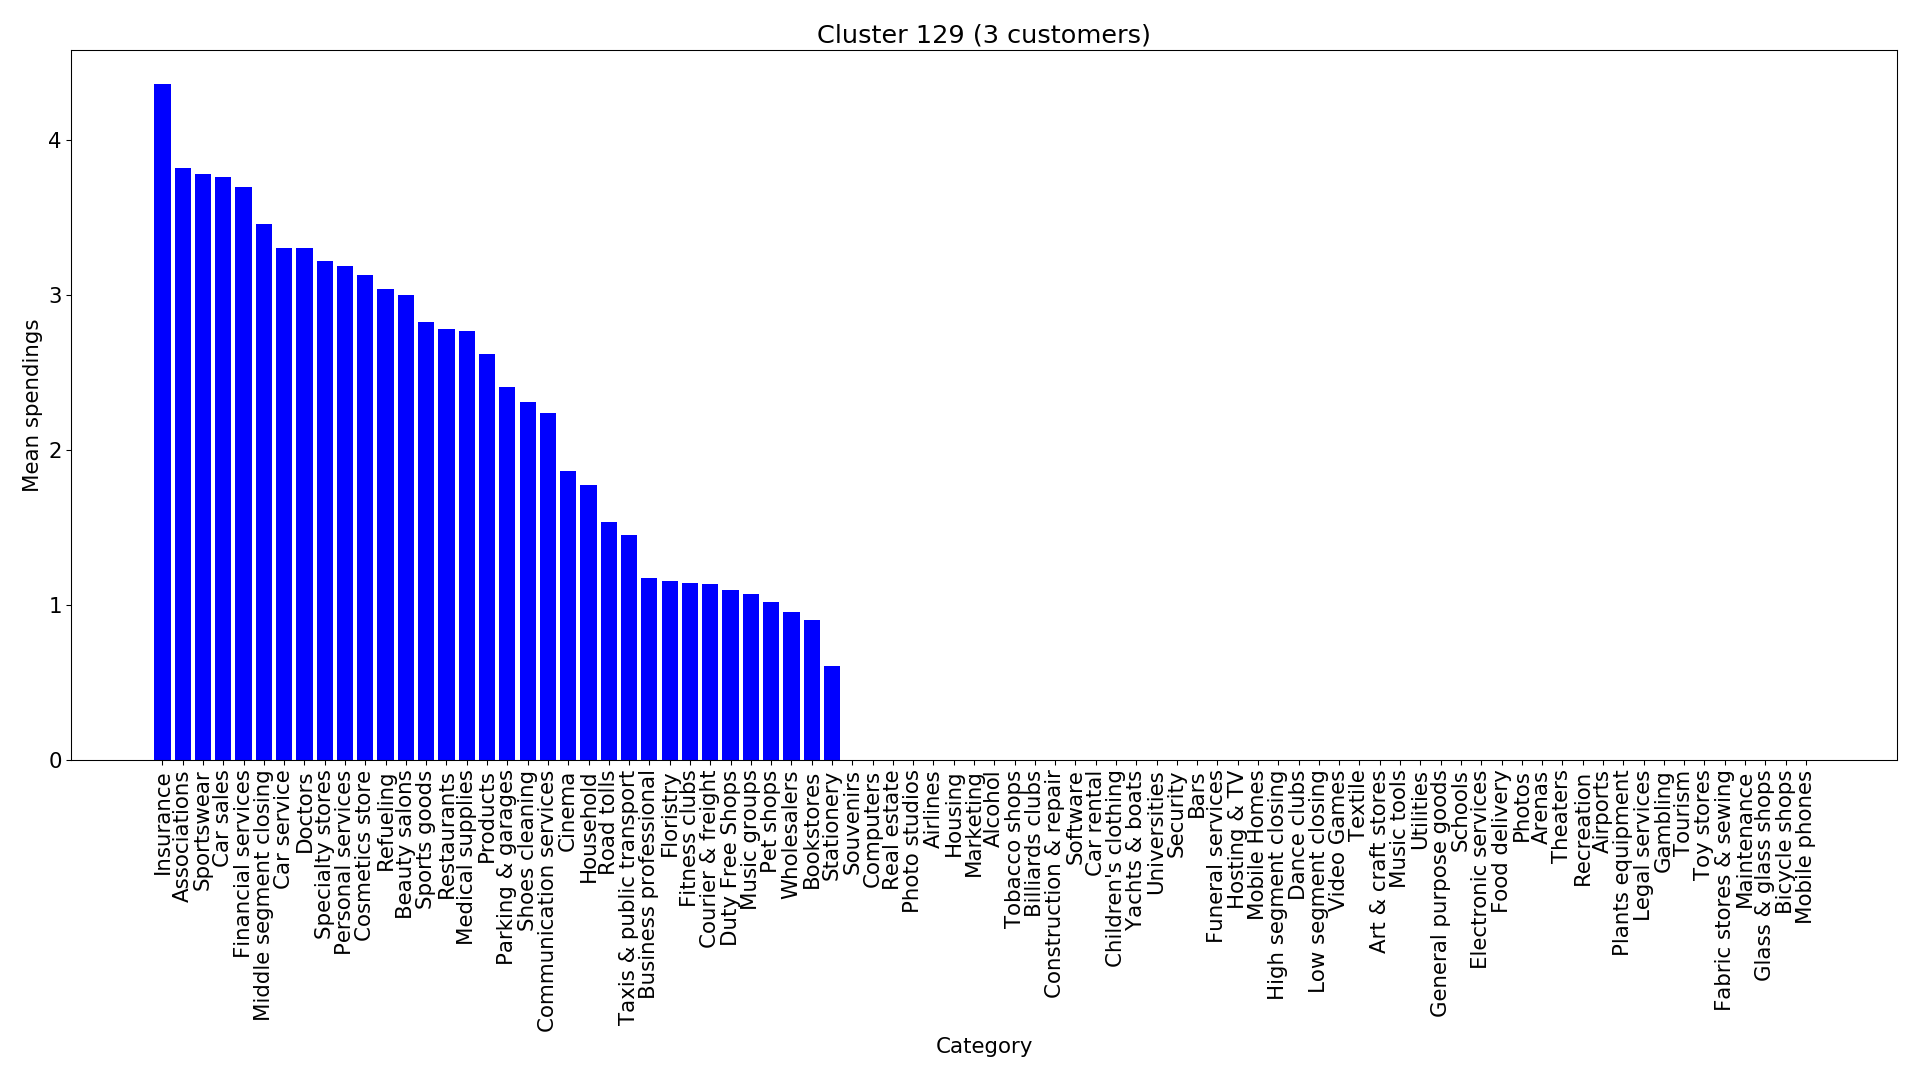 Cluster 129 (3 customers)
Mean spendings
4
3
2
1
0
Insurance
Associations
Sportswear
Car sales
Financial services
Middle segment closing
Car service
Doctors
Specialty stores
Personal services
Cosmetics store
Refuelling
Beauty salons
Sports goods
Restaurants
Medical supplies
Products
Parking & garages
Shoes cleaning
Communication services
Cinema
Household
Road tolls
Taxis & public transport
Business professional
Floristry
Fitness clubs
Courier & freight
Duty Free Shops
Music groups
Pet shops
Wholesalers
Bookstores
Stationery
Souvenirs
Computers
Real estate
Photo studios
Airlines
Housing
Marketing
Alcohol
Tobacco shops
Billiards clubs
Construction & repair
Software
Car rental
Children's clothing
Yachts & boats
Universities
Security
Bars
Funeral services
Hosting & TV
Mobile Homes
High segment closing
Dance clubs
Low segment closing
Video Games
Textile
Art & craft stores
Music tools
Utilities
General purpose goods
Schools
Electronic services
Food delivery
Photos
Arenas
Theaters
Recreation
Airports
Plants equipment
Legal services
Gambling
Tourism
Toy stores
Fabric stores & sewing
Maintenance
Glass & glass shops
Bicycle shops
Mobile phones
Category